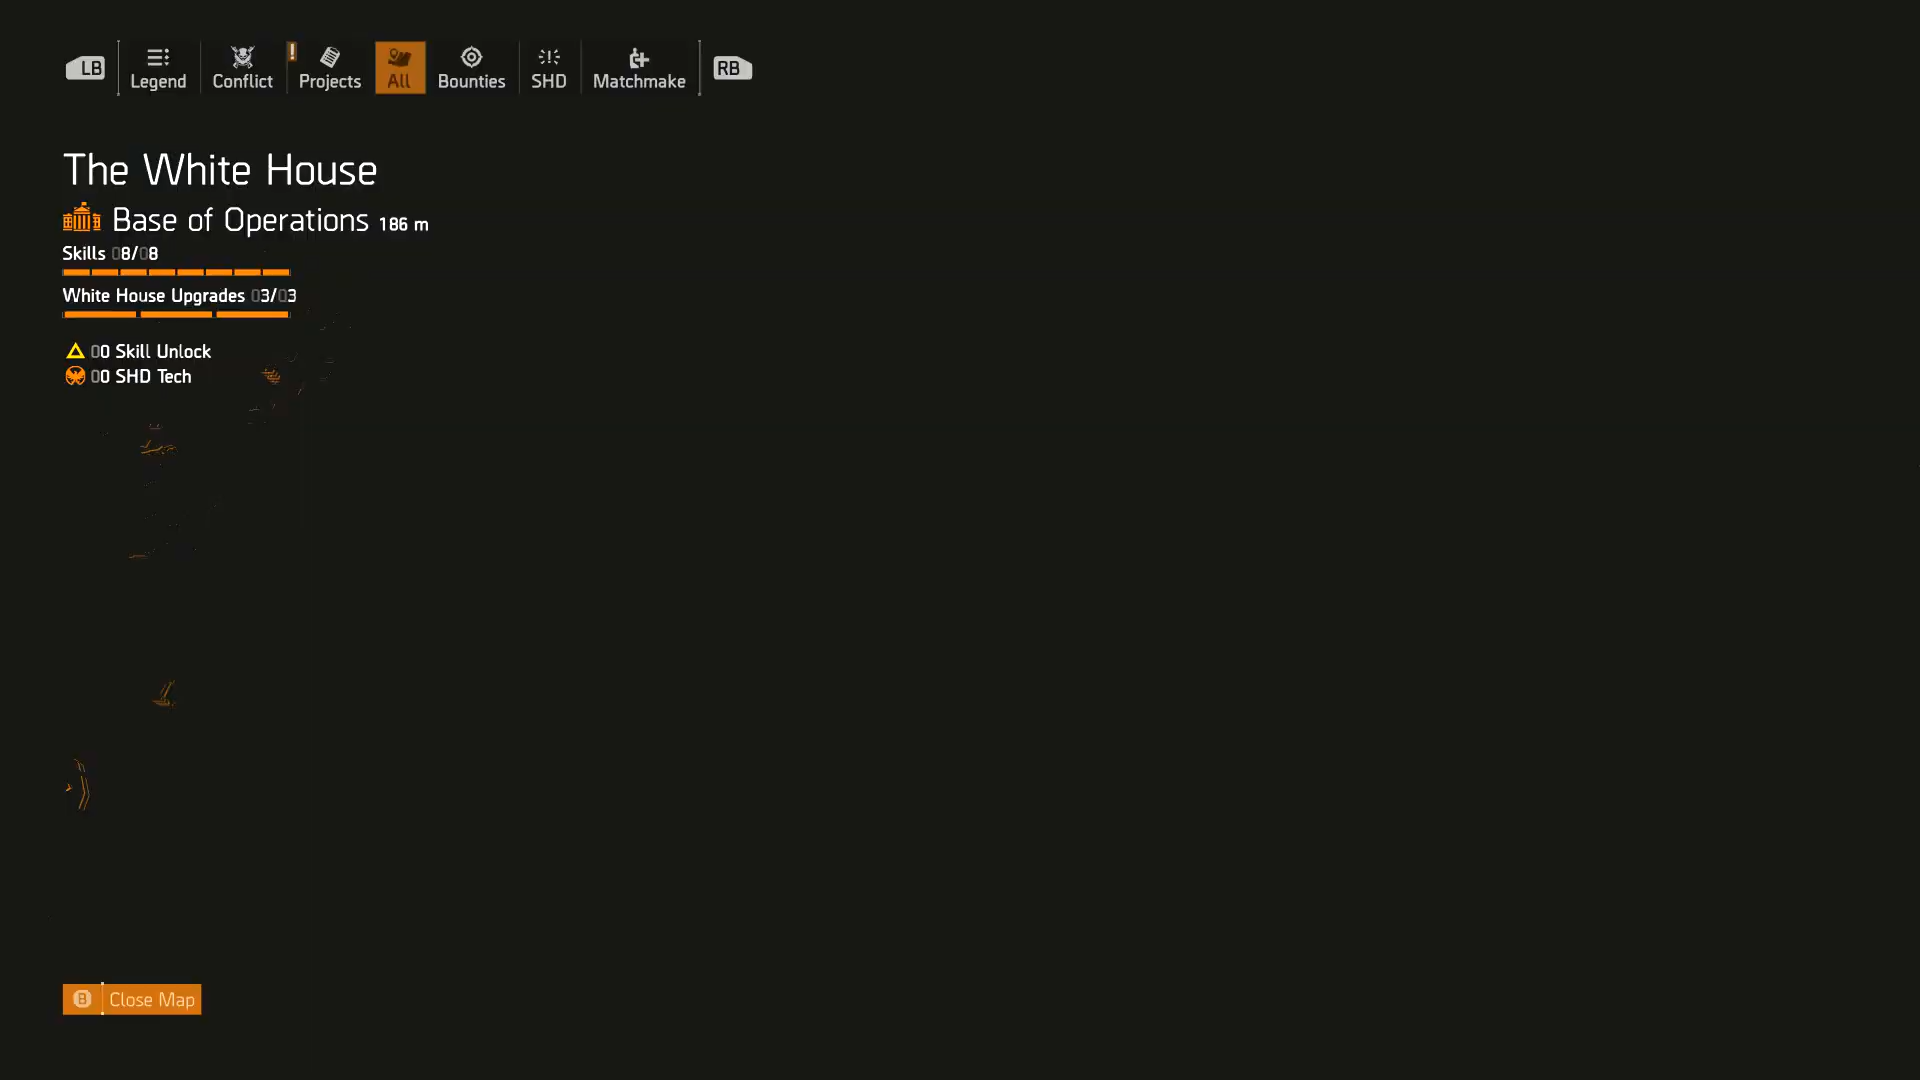 LB Legend Conflict ! Projects All Bounties SHD Matchmake RB
The White House
Base of Operations 186 m
Skills 08/08
White House Upgrades 03/03
00 Skill Unlock
00 SHD Tech
B Close Map